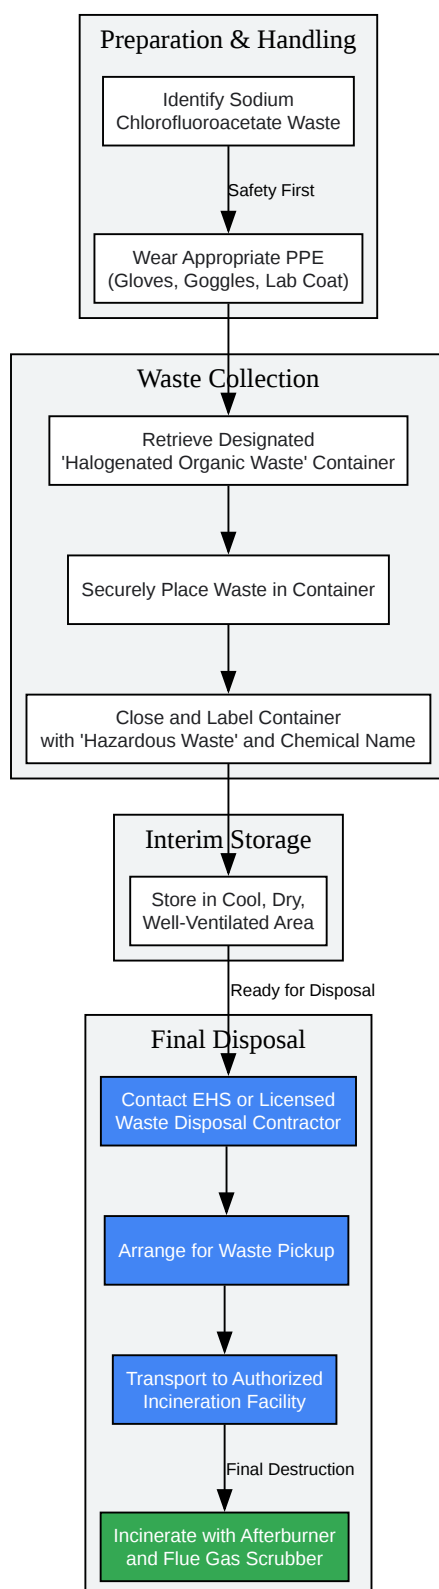 Preparation & Handling
Identify Sodium
Chlorofluoroacetate Waste
Safety First
Wear Appropriate PPE
(Gloves, Goggles, Lab Coat)
Waste Collection
Retrieve Designated
'Halogenated Organic Waste' Container
Securely Place Waste in Container
Close and Label Container
with 'Hazardous Waste' and Chemical Name
Interim Storage
Store in Cool, Dry,
Well-Ventilated Area
Ready for Disposal
Final Disposal
Contact EHS or Licensed
Waste Disposal Contractor
Arrange for Waste Pickup
Transport to Authorized
Incineration Facility
Final Destruction
Incinerate with Afterburner
and Flue Gas Scrubber